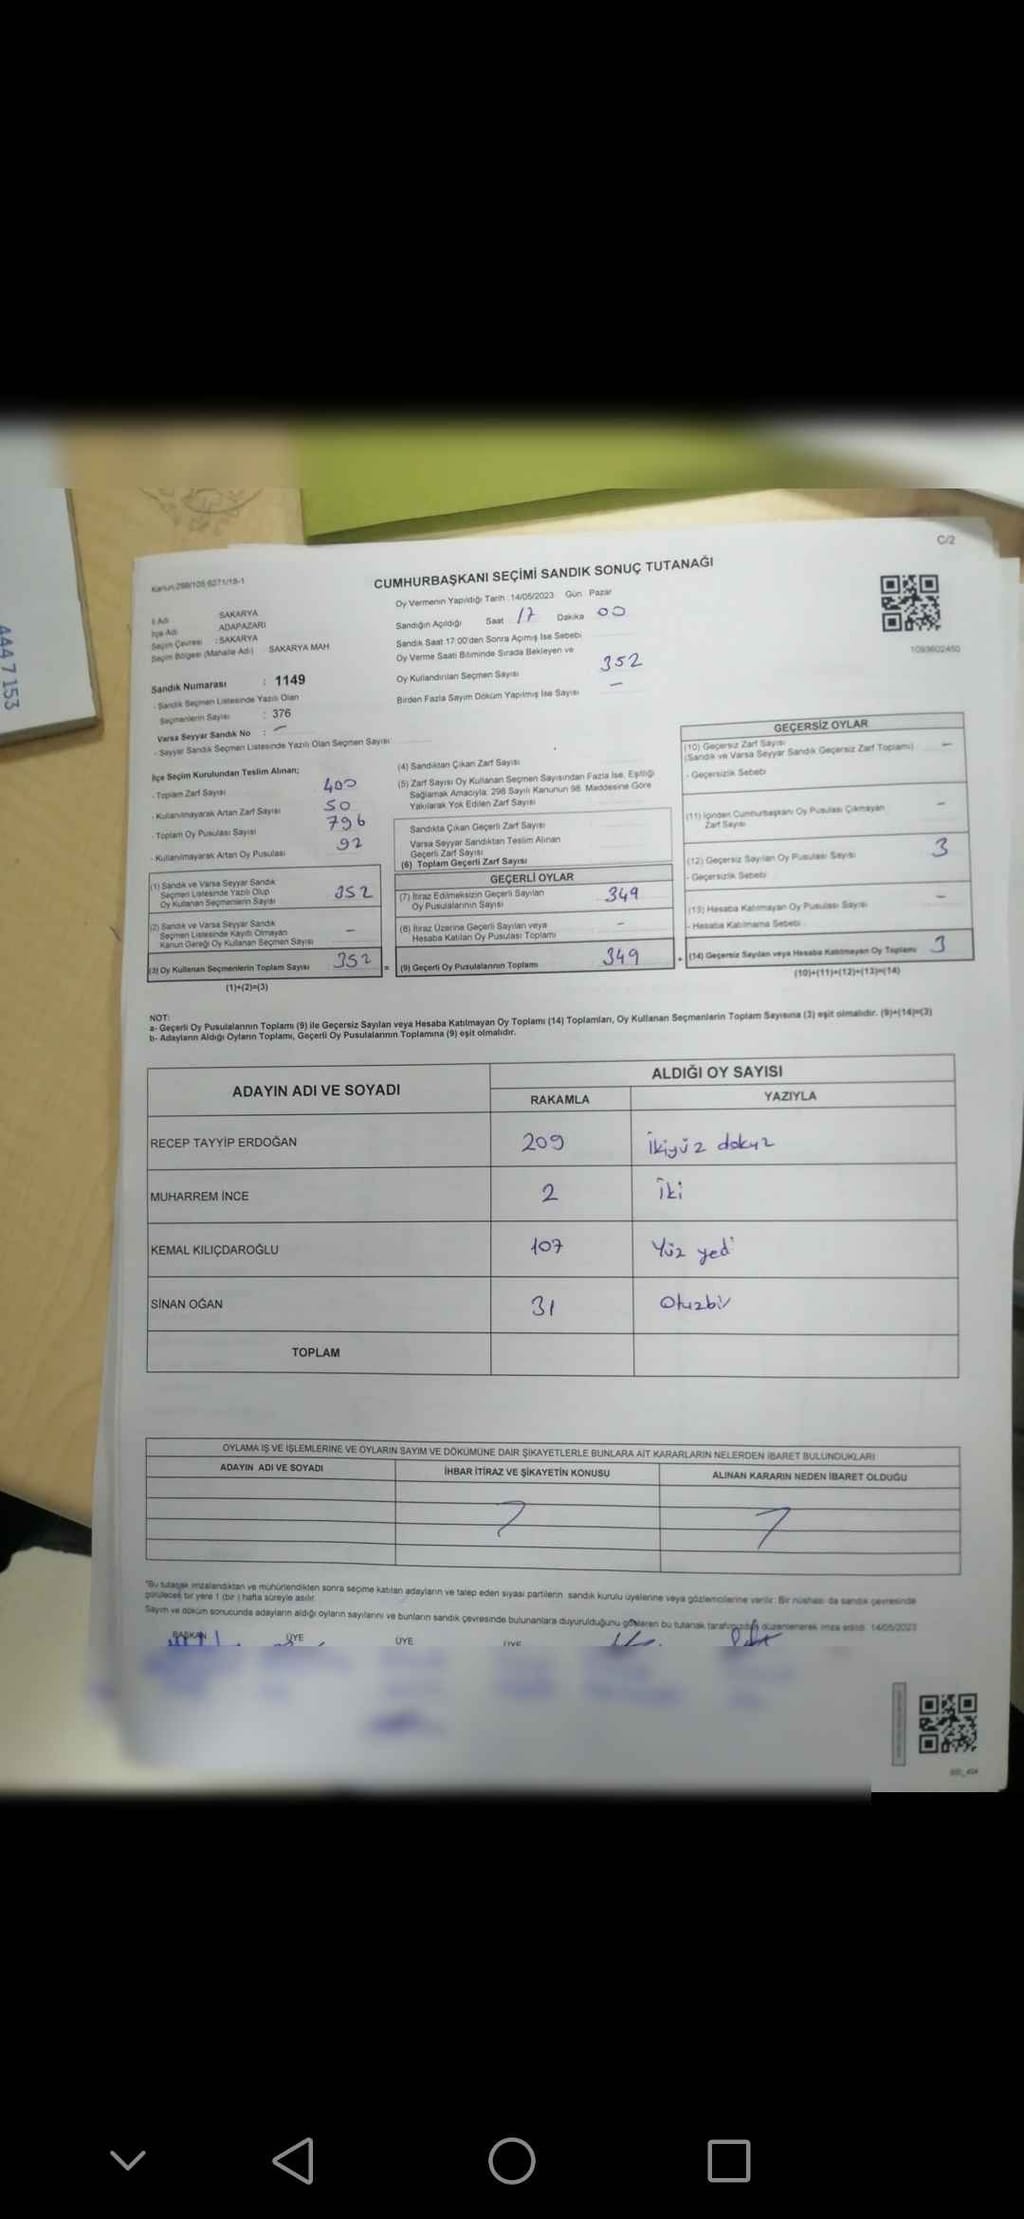 C/2
Kanun:298/105 6271/19-1
CUMHURBAŞKANI SEÇİMİ SANDIK SONUÇ TUTANAĞI
4447153
İl Adı SAKARYA
İlçe Adı ADAPAZARI
Seçim Çevresi : SAKARYA
Seçim Bölgesi (Mahalle Adı) SAKARYA MAH.
Oy Vermenin Yapıldığı Tarih :14/05/2023 Gün : Pazar
Sandığın Açıldığı Saat 17 Dakika 00
Sandık Saat 17:00'den Sonra Açımış İse Sebebi
Oy Verme Saati Bitiminde Sırada Bekleyen ve
Oy Kullandırılan Seçmen Sayısı 352
Birden Fazla Sayım Döküm Yapılmış İse Sayısı —
1093602450
Sandık Numarası : 1149
- Sandık Seçmen Listesinde Yazılı Olan
Seçmenlerin Sayısı : 376
Varsa Seyyar Sandık No : —
- Seyyar Sandık Seçmen Listesinde Yazılı Olan Seçmen Sayısı
İlçe Seçim Kurulundan Teslim Alınan;
- Toplam Zarf Sayısı 400
- Kullanılmayarak Artan Zarf Sayısı 50
- Toplam Oy Pusulası Sayısı 796
- Kullanılmayarak Artan Oy Pusulası 92
(1) Sandık ve Varsa Seyyar Sandık
Seçmen Listesinde Yazılı Olup
Oy Kullanan Seçmenlerin Sayısı 352
(2) Sandık ve Varsa Seyyar Sandık
Seçmen Listesinde Kayıtlı Olmayan
Kanun Gereği Oy Kullanan Seçmen Sayısı —
(3) Oy Kullanan Seçmenlerin Toplam Sayısı 352
(1)+(2)=(3)
(4) Sandıktan Çıkan Zarf Sayısı
(5) Zarf Sayısı Oy Kullanan Seçmen Sayısından Fazla İse, Eşitliği
Sağlamak Amacıyla; 298 Sayılı Kanunun 98. Maddesine Göre
Yakılarak Yok Edilen Zarf Sayısı
Sandıkta Çıkan Geçerli Zarf Sayısı
Varsa Seyyar Sandıktan Teslim Alınan
Geçerli Zarf Sayısı
(6) Toplam Geçerli Zarf Sayısı
GEÇERLİ OYLAR
(7) İtiraz Edilmeksizin Geçerli Sayılan
Oy Pusulalarının Sayısı 349
(8) İtiraz Üzerine Geçerli Sayılan veya
Hesaba Katılan Oy Pusulası Toplamı —
= (9) Geçerli Oy Pusulalarının Toplamı 349
GEÇERSİZ OYLAR
(10) Geçersiz Zarf Sayısı
(Sandık ve Varsa Seyyar Sandık Geçersiz Zarf Toplamı) —
- Geçersizlik Sebebi
(11) İçinden Cumhurbaşkanı Oy Pusulası Çıkmayan
Zarf Sayısı —
(12) Geçersiz Sayılan Oy Pusulası Sayısı 3
- Geçersizlik Sebebi
(13) Hesaba Katılmayan Oy Pusulası Sayısı —
- Hesaba Katılmama Sebebi
+ (14) Geçersiz Sayılan veya Hesaba Katılmayan Oy Toplamı 3
(10)+(11)+(12)+(13)=(14)
NOT:
a- Geçerli Oy Pusulalarının Toplamı (9) ile Geçersiz Sayılan veya Hesaba Katılmayan Oy Toplamı (14) Toplamları, Oy Kullanan Seçmenlerin Toplam Sayısına (3) eşit olmalıdır. (9)+(14)=(3)
b- Adayların Aldığı Oyların Toplamı, Geçerli Oy Pusulalarının Toplamına (9) eşit olmalıdır.
ADAYIN ADI VE SOYADI ALDIĞI OY SAYISI
RAKAMLA YAZIYLA
RECEP TAYYİP ERDOĞAN 209 İkiyüz dokuz
MUHARREM İNCE 2 İki
KEMAL KILIÇDAROĞLU 107 Yüz yedi
SİNAN OĞAN 31 Otuzbir
TOPLAM
OYLAMA İŞ VE İŞLEMLERİNE VE OYLARIN SAYIM VE DÖKÜMÜNE DAİR ŞİKAYETLERLE BUNLARA AİT KARARLARIN NELERDEN İBARET BULUNDUKLARI
ADAYIN ADI VE SOYADI İHBAR İTİRAZ VE ŞİKAYETİN KONUSU ALINAN KARARIN NEDEN İBARET OLDUĞU
"Bu tutanak imzalandıktan ve mühürlendikten sonra seçime katılan adayların ve talep eden siyasi partilerin sandık kurulu üyelerine veya gözlemcilerine verilir. Bir nüshası da sandık çevresinde
görülecek bir yere 1 (bir ) hafta süreyle asılır.
Sayım ve döküm sonucunda adayların aldığı oyların sayılarını ve bunların sandık çevresinde bulunanlara duyurulduğunu gösteren bu tutanak tarafımızdan düzenlenerek imza edildi. 14/05/2023
BAŞKAN ÜYE ÜYE ÜYE